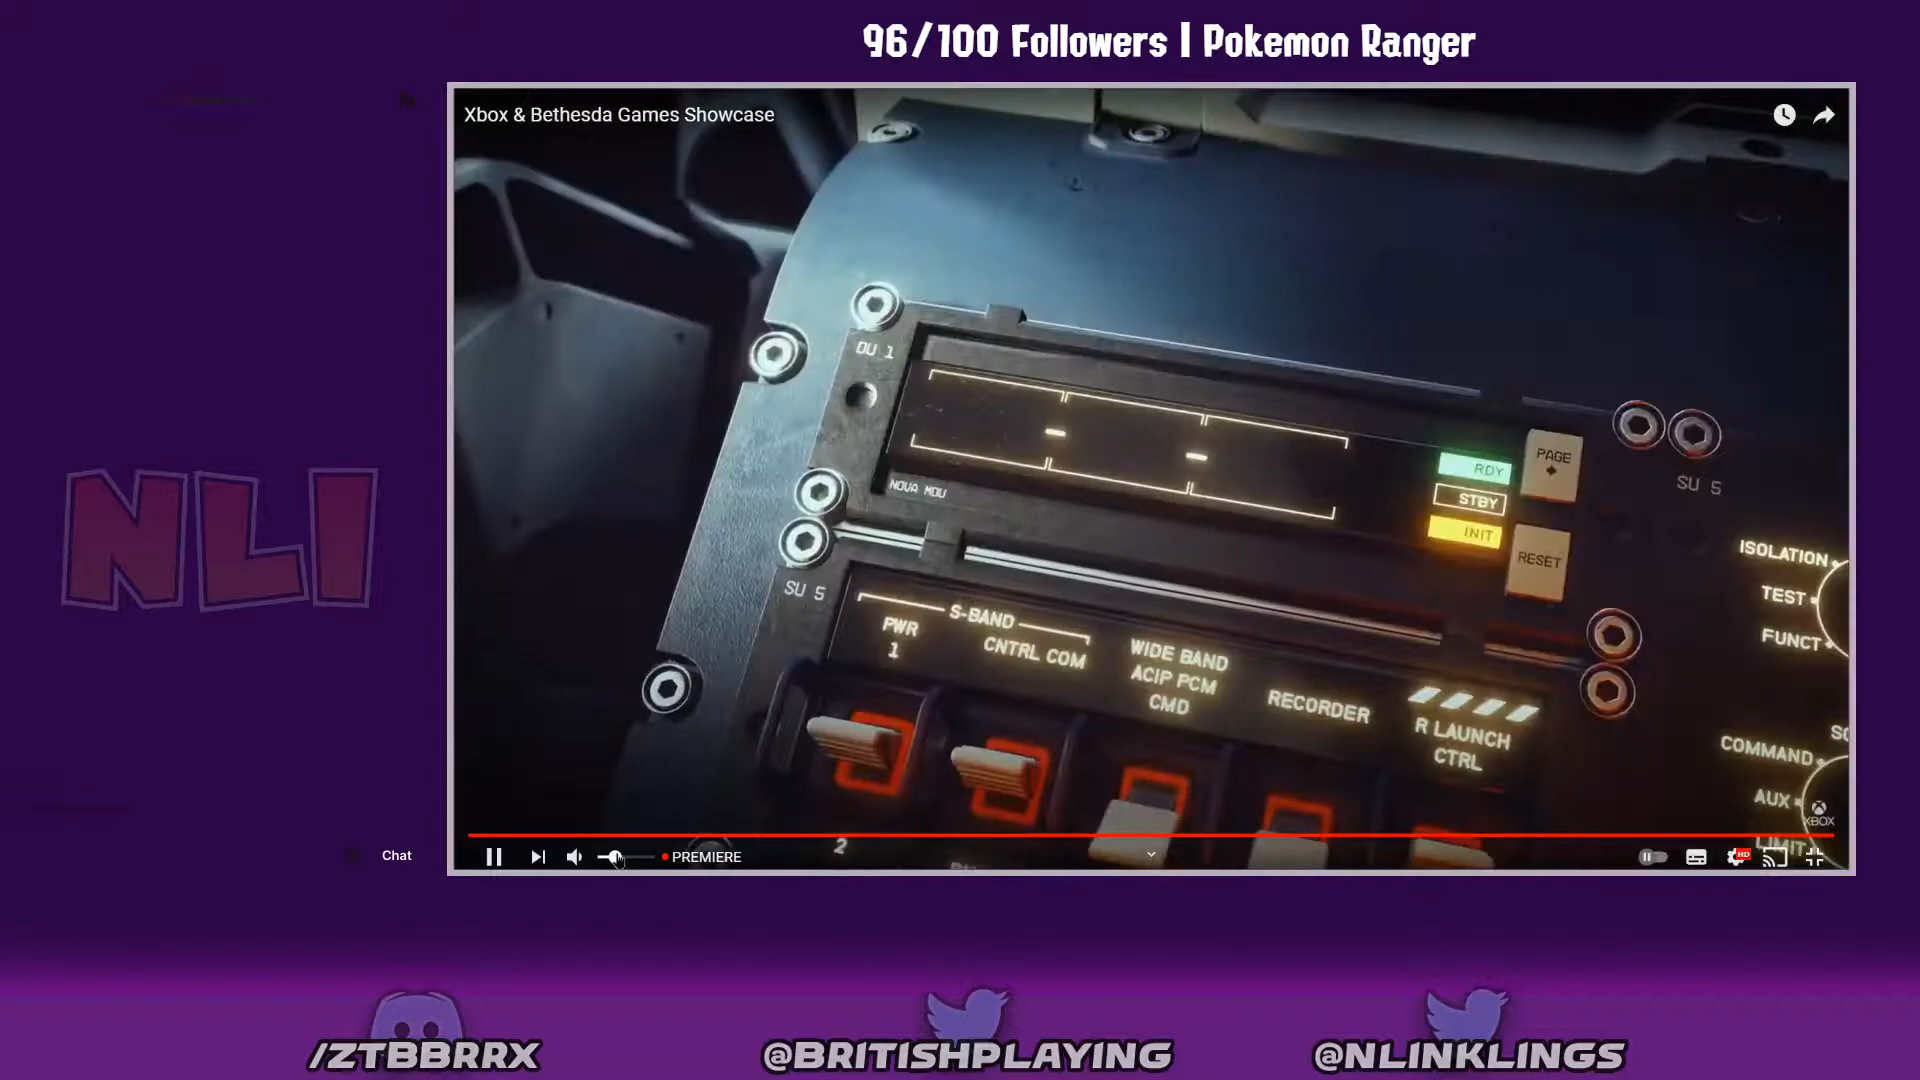 96/100 Followers | Pokemon Ranger
Xbox & Bethesda Games Showcase
DU 1
NOVA MDU
RDY
STBY
INIT
PAGE
RESET
SU 5
SU 5
ISOLATION
TEST
FUNCT
S-BAND
PWR
1
CNTRL COM
WIDE BAND
ACIP PCM
CMD
RECORDER
R LAUNCH
CTRL
COMMAND
AUX
LIMIT
2
XBOX
NLI
Chat
PREMIERE
HD
/ZTBBRRX
@BRITISHPLAYING
@NLINKLINGS